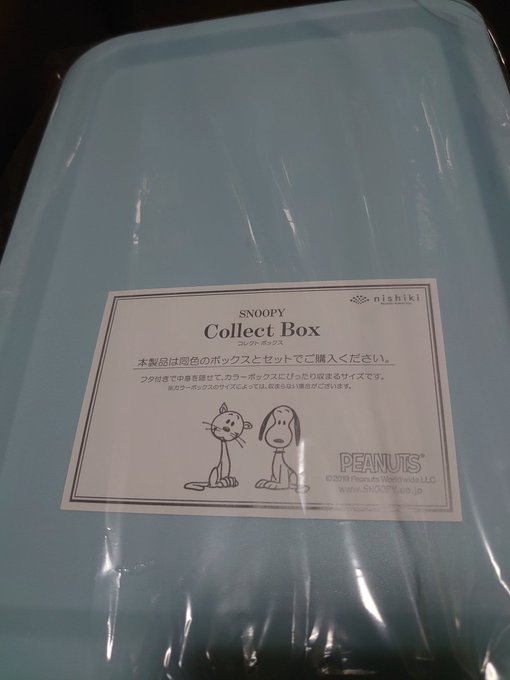 nishiki
SNOOPY
Collect Box
コレクトボックス
本製品は同色のボックスとセットでご購入ください。
フタ付きで中身を隠せて、カラーボックスにぴったり収まるサイズです。
※カラーボックスのサイズによっては、収まらない場合がございます。
PEANUTS®
©2019 Peanuts Worldwide LLC
www.SNOOPY.co.jp